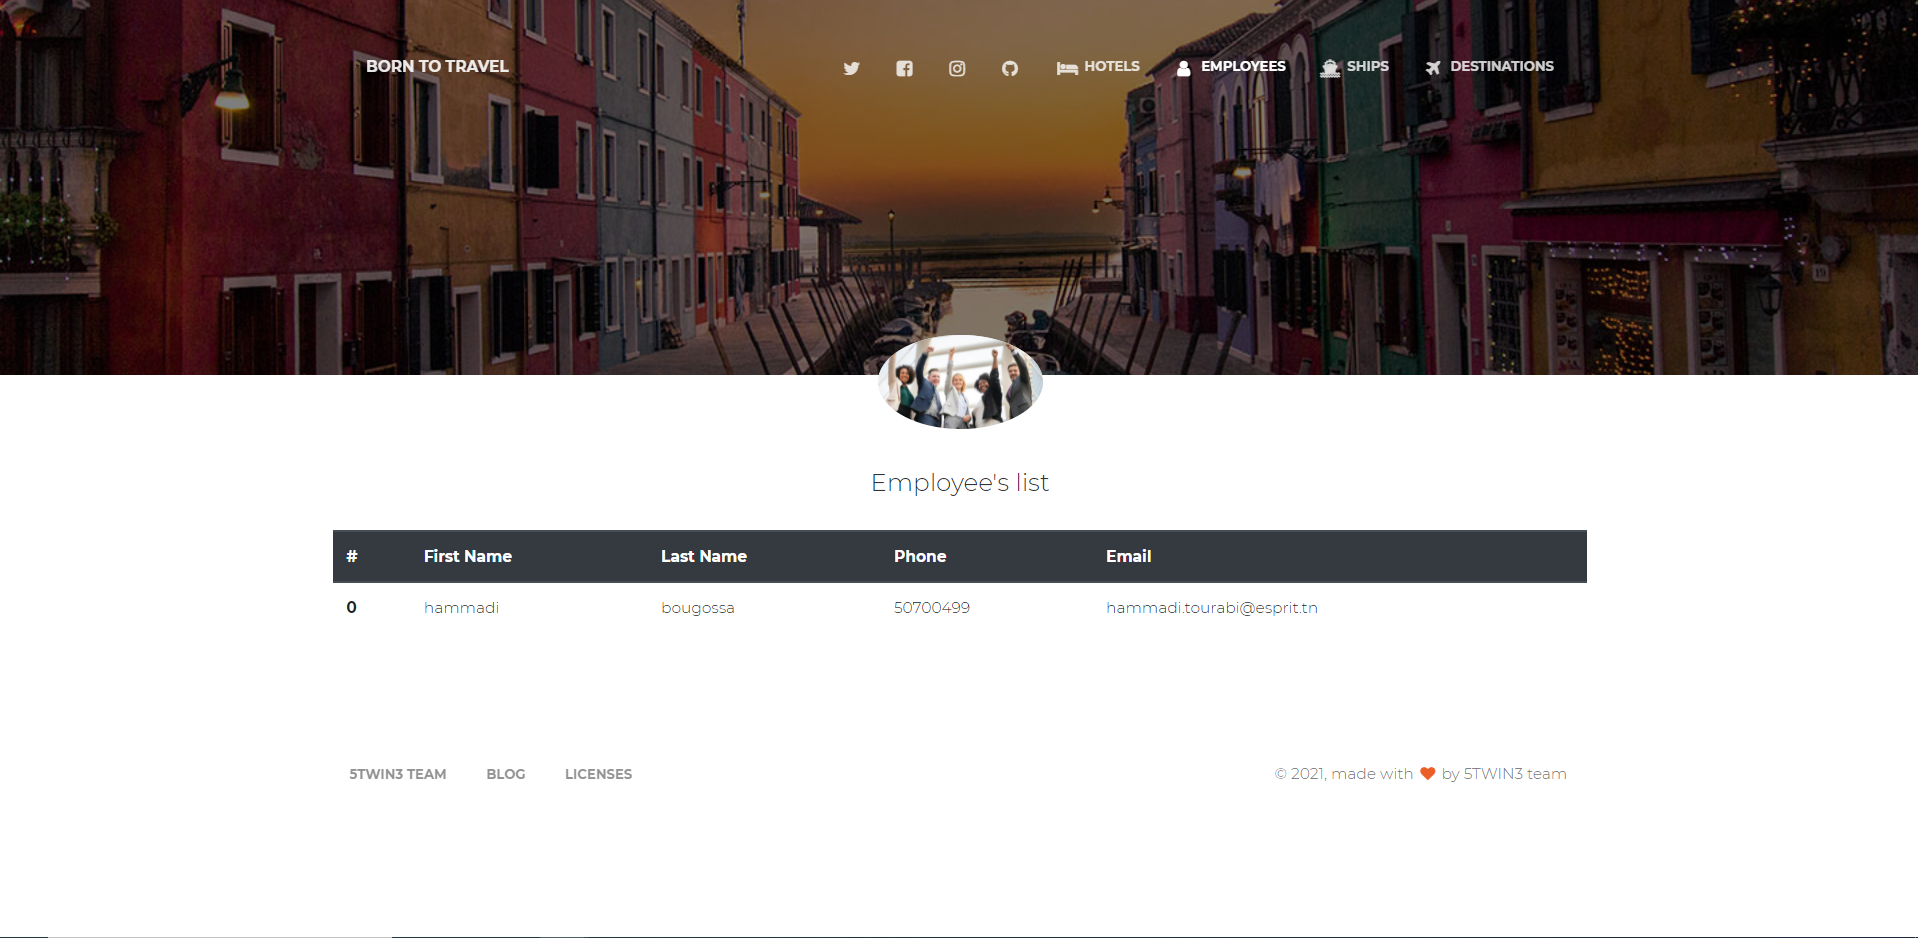 BORN TO TRAVEL HOTELS EMPLOYEES SHIPS DESTINATIONS
19
Employee's list
# First Name Last Name Phone Email
0 hammadi bougossa 50700499 hammadi.tourabi@esprit.tn
5TWIN3 TEAM BLOG LICENSES © 2021, made with by 5TWIN3 team